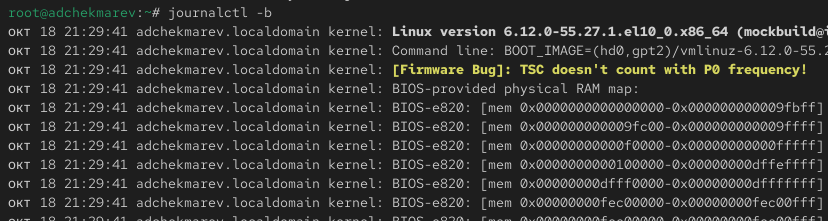 root@adchekmarev:~# journalctl -b
окт 18 21:29:41 adchekmarev.localdomain kernel: Linux version 6.12.0-55.27.1.el10_0.x86_64 (mockbuild@
окт 18 21:29:41 adchekmarev.localdomain kernel: Command line: BOOT_IMAGE=(hd0,gpt2)/vmlinuz-6.12.0-55.2
окт 18 21:29:41 adchekmarev.localdomain kernel: [Firmware Bug]: TSC doesn't count with P0 frequency!
окт 18 21:29:41 adchekmarev.localdomain kernel: BIOS-provided physical RAM map:
окт 18 21:29:41 adchekmarev.localdomain kernel: BIOS-e820: [mem 0x0000000000000000-0x000000000009fbff]
окт 18 21:29:41 adchekmarev.localdomain kernel: BIOS-e820: [mem 0x000000000009fc00-0x000000000009ffff]
окт 18 21:29:41 adchekmarev.localdomain kernel: BIOS-e820: [mem 0x00000000000f0000-0x00000000000fffff]
окт 18 21:29:41 adchekmarev.localdomain kernel: BIOS-e820: [mem 0x0000000000100000-0x00000000dffeffff]
окт 18 21:29:41 adchekmarev.localdomain kernel: BIOS-e820: [mem 0x00000000dfff0000-0x00000000dfffffff]
окт 18 21:29:41 adchekmarev.localdomain kernel: BIOS-e820: [mem 0x00000000fec00000-0x00000000fec00fff]
окт 18 21:29:41 adchekmarev.localdomain kernel: BIOS-e820: [mem